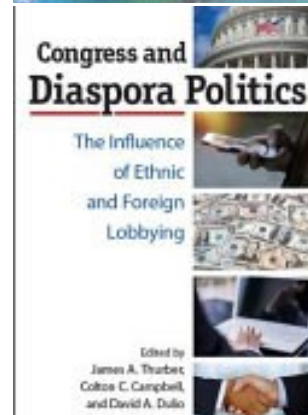 Congress and
Diaspora Politics
The Influence
of Ethnic
and Foreign
Lobbying
Edited by
James A. Thurber,
Colton C. Campbell,
and David A. Dulio